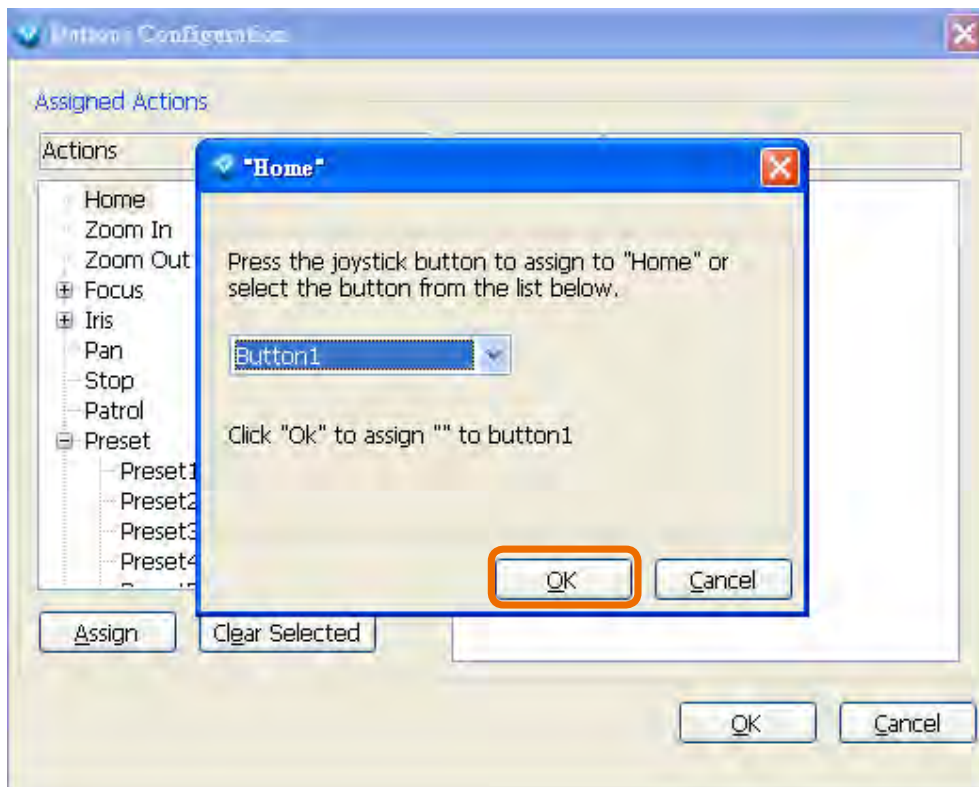 Buttons Configuration
Assigned Actions
Actions
Home
Zoom In
Zoom Out
Focus
Iris
Pan
Stop
Patrol
Preset
Preset1
Preset2
Preset3
Preset4
"Home"
Press the joystick button to assign to "Home" or
select the button from the list below.
Button1
Click "Ok" to assign "" to button1
OK
Cancel
Assign
Clear Selected
OK
Cancel